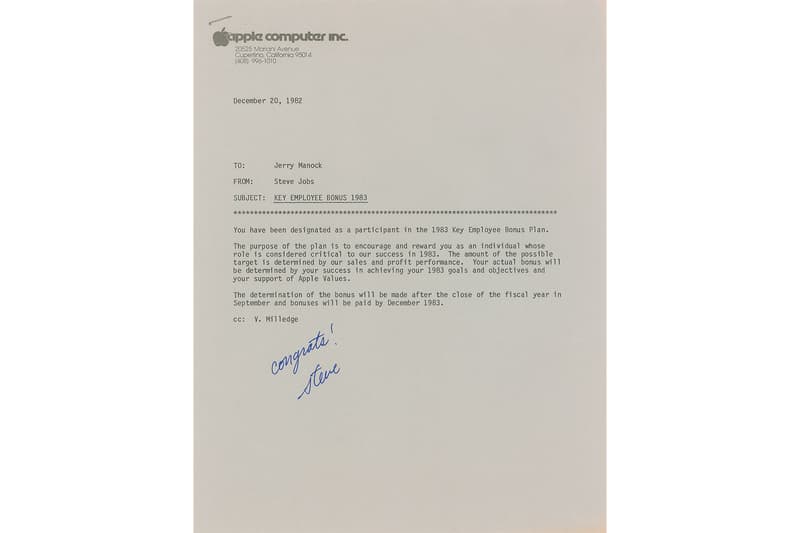 apple computer inc.
20525 Mariani Avenue
Cupertino, California 95014
(408) 996-1010
December 20, 1982
TO: Jerry Manock
FROM: Steve Jobs
SUBJECT: KEY EMPLOYEE BONUS 1983
********************************************************************************
You have been designated as a participant in the 1983 Key Employee Bonus Plan.
The purpose of the plan is to encourage and reward you as an individual whose
role is considered critical to our success in 1983. The amount of the possible
target is determined by our sales and profit performance. Your actual bonus will
be determined by your success in achieving your 1983 goals and objectives and
your support of Apple Values.
The determination of the bonus will be made after the close of the fiscal year in
September and bonuses will be paid by December 1983.
cc: V. Milledge
congrats!
steve